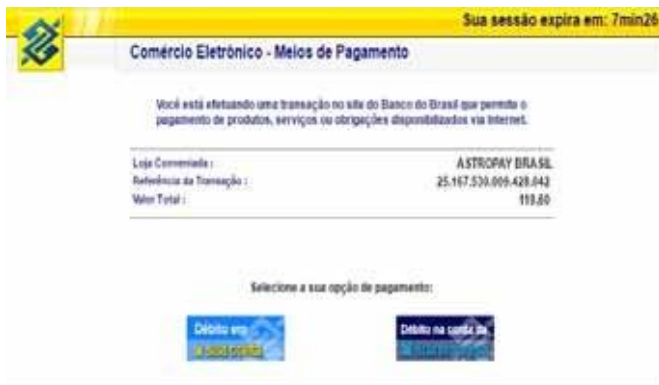 Sua sessão expira em: 7min26
Comércio Eletrônico - Meios de Pagamento
Você está efetuando uma transação no site do Banco do Brasil que permite o
pagamento de produtos, serviços ou obrigações disponibilizados via Internet.
Loja Conveniada : ASTROPAY BRASIL
Referência da Transação : 25.167.530.009.428.042
Valor Total :
Selecione a sua opção de pagamento:
Débito em
a sua conta
Débito na conta da